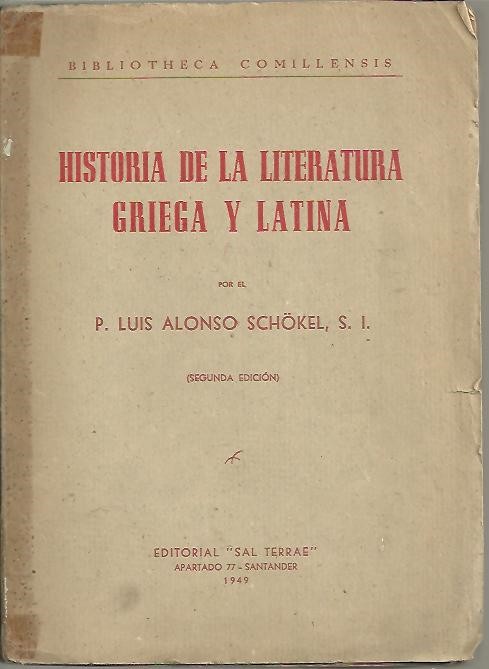 BIBLIOTHECA COMILLENSIS
HISTORIA DE LA LITERATURA
GRIEGA Y LATINA
POR EL
P. LUIS ALONSO SCHÖKEL, S. I.
(SEGUNDA EDICIÓN)
EDITORIAL "SAL TERRAE"
APARTADO 77 - SANTANDER
1949